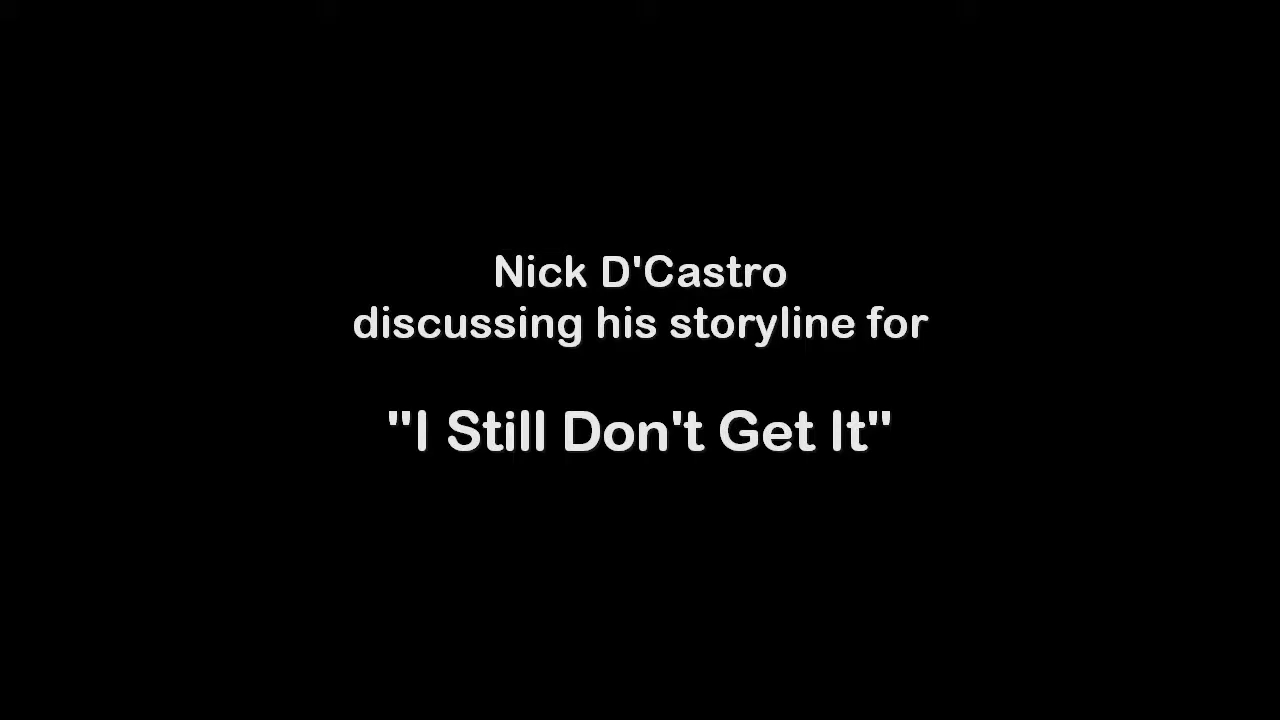 Nick D'Castro
discussing his storyline for
"I Still Don't Get It"